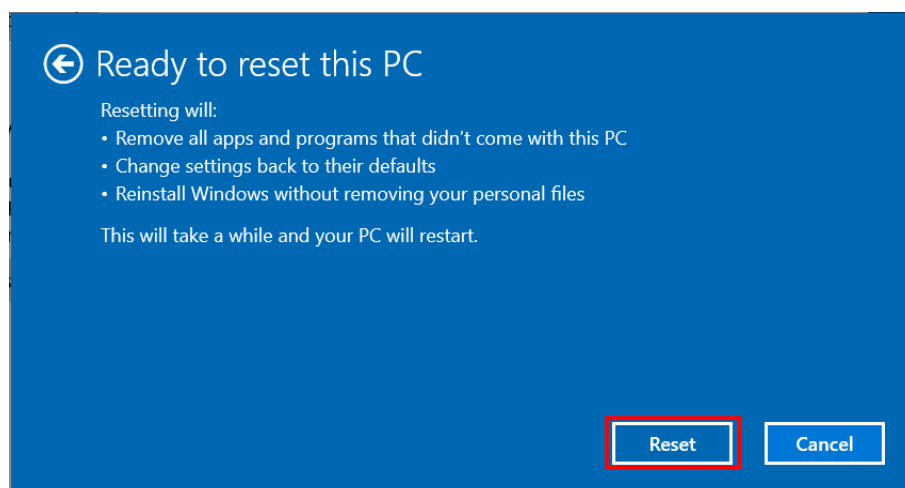 Ready to reset this PC
Resetting will:
• Remove all apps and programs that didn't come with this PC
• Change settings back to their defaults
• Reinstall Windows without removing your personal files
This will take a while and your PC will restart.
Reset
Cancel